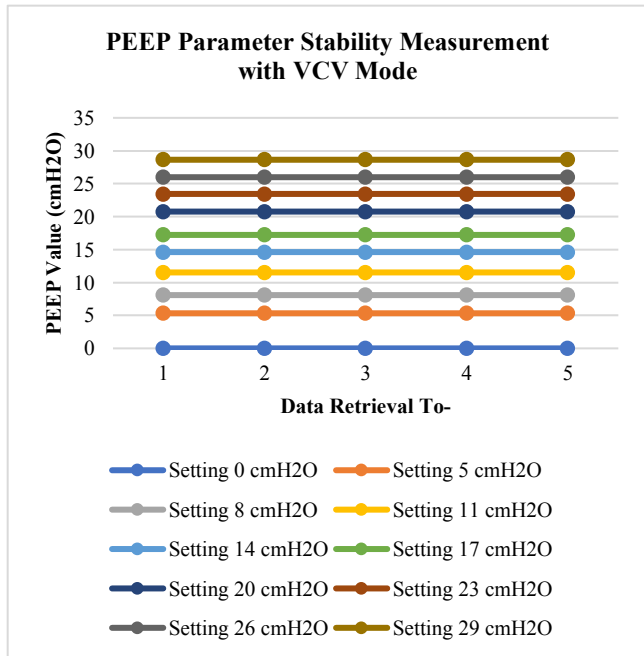 PEEP Parameter Stability Measurement
with VCV Mode
PEEP Value (cmH2O)
35
30
25
20
15
10
5
0
1 2 3 4 5
Data Retrieval To-
Setting 0 cmH2O Setting 5 cmH2O
Setting 8 cmH2O Setting 11 cmH2O
Setting 14 cmH2O Setting 17 cmH2O
Setting 20 cmH2O Setting 23 cmH2O
Setting 26 cmH2O Setting 29 cmH2O